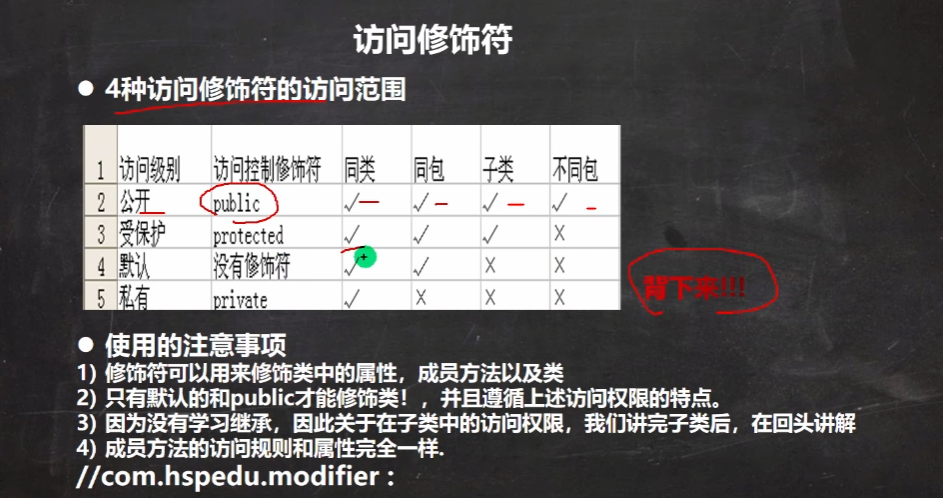 访问修饰符
● 4种访问修饰符的访问范围
1 访问级别 访问控制修饰符 同类 同包 子类 不同包
2 公开 public ✓ ✓ ✓ ✓
3 受保护 protected ✓ ✓ ✓ X
4 默认 没有修饰符 ✓ ✓ X X
5 私有 private ✓ X X X
背下来!!!
● 使用的注意事项
1) 修饰符可以用来修饰类中的属性，成员方法以及类
2) 只有默认的和public才能修饰类！，并且遵循上述访问权限的特点。
3) 因为没有学习继承，因此关于在子类中的访问权限，我们讲完子类后，在回头讲解
4) 成员方法的访问规则和属性完全一样.
//com.hspedu.modifier :